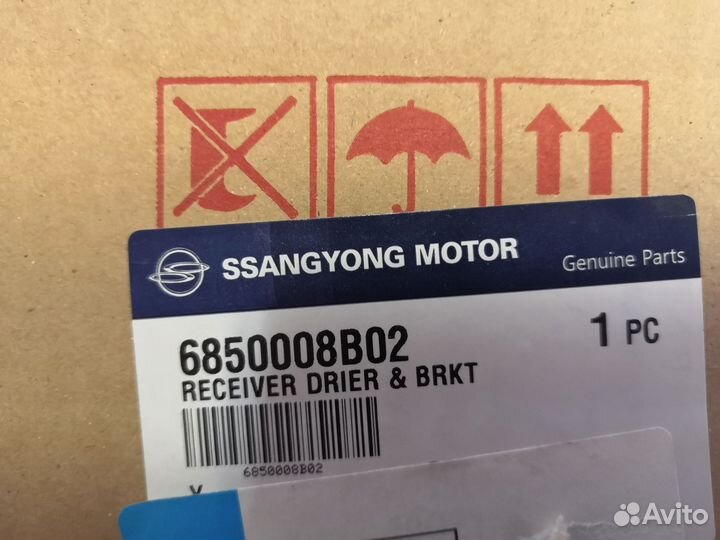 SSANGYONG MOTOR
Genuine Parts
6850008B02
1 PC
RECEIVER DRIER & BRKT
6850008B02
Avito